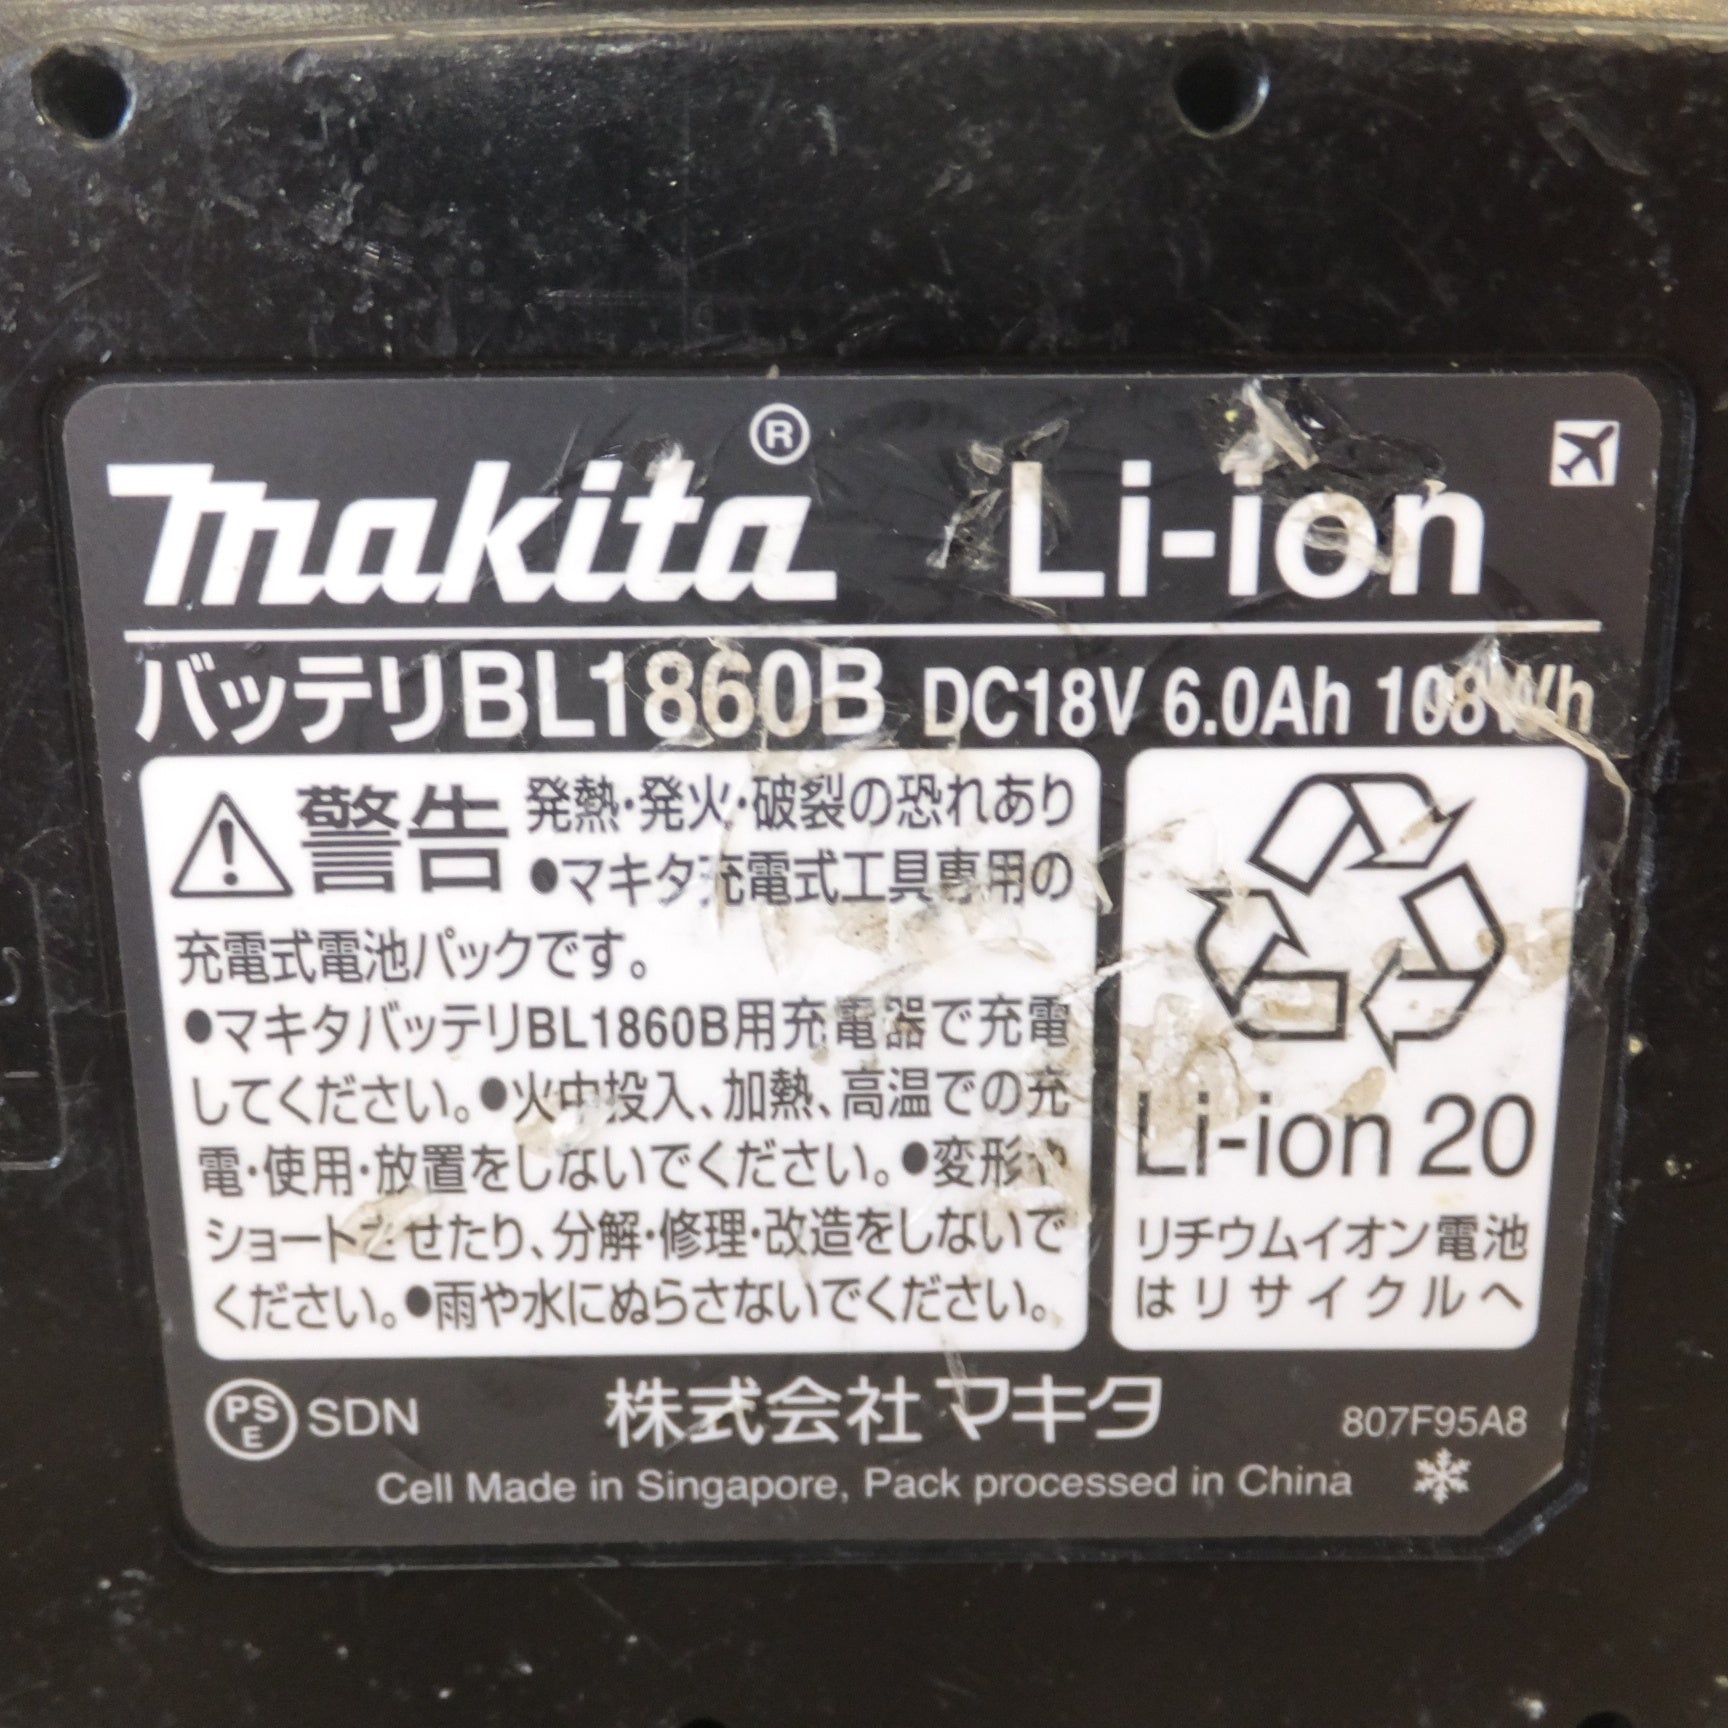 makita® Li-ion
バッテリBL1860B DC18V 6.0Ah 108Wh
警告 発熱・発火・破裂の恐れあり
●マキタ充電式工具専用の
充電式電池パックです。
●マキタバッテリBL1860B用充電器で充電
してください。●火中投入、加熱、高温での充
電・使用・放置をしないでください。●変形や
ショートさせたり、分解・修理・改造をしないで
ください。●雨や水にぬらさないでください。
Li-ion 20
リチウムイオン電池
はリサイクルへ
PSE SDN 株式会社マキタ 807F95A8
Cell Made in Singapore, Pack processed in China